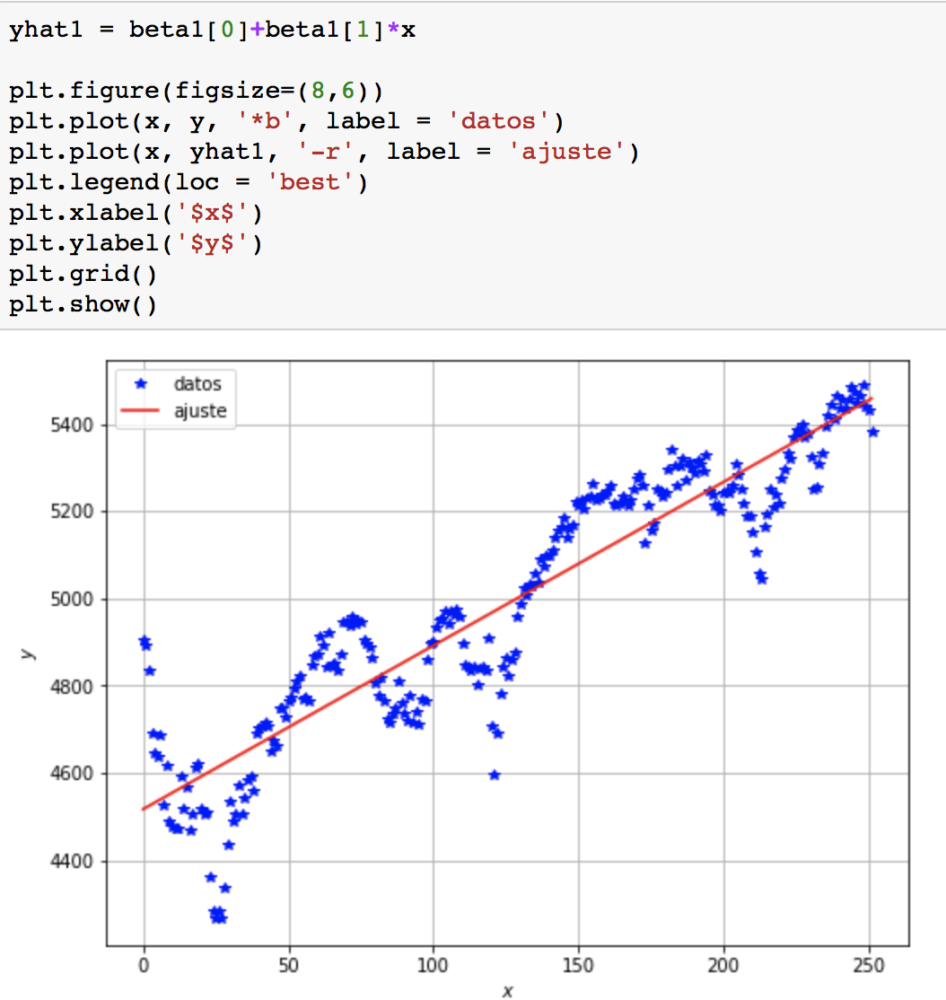 yhat1 = beta1[0]+beta1[1]*x
plt.figure(figsize=(8,6))
plt.plot(x, y, '*b', label = 'datos')
plt.plot(x, yhat1, '-r', label = 'ajuste')
plt.legend(loc = 'best')
plt.xlabel('$x$')
plt.ylabel('$y$')
plt.grid()
plt.show()
datos
ajuste
5400
5200
5000
4800
4600
4400
y
0 50 100 150 200 250
x